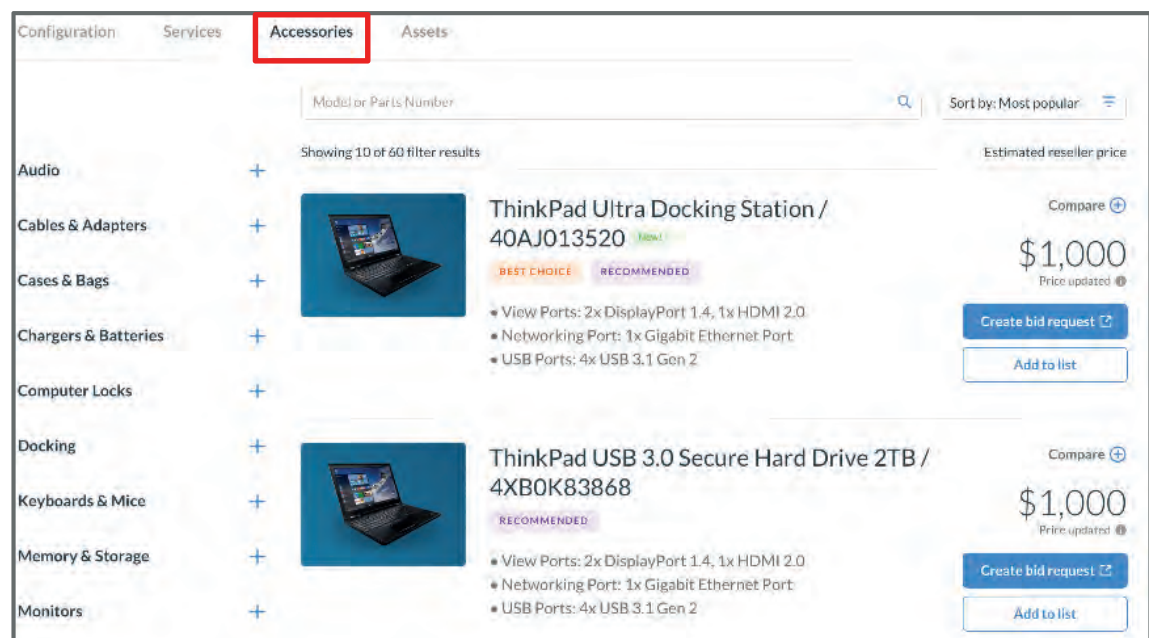 Configuration Services Accessories Assets
Model or Parts Number
Sort by: Most popular
Showing 10 of 60 filter results
Estimated reseller price
Audio
Cables & Adapters
Cases & Bags
Chargers & Batteries
Computer Locks
Docking
Keyboards & Mice
Memory & Storage
Monitors
ThinkPad Ultra Docking Station /
40AJ013520 New!
BEST CHOICE RECOMMENDED
• View Ports: 2x DisplayPort 1.4, 1x HDMI 2.0
• Networking Port: 1x Gigabit Ethernet Port
• USB Ports: 4x USB 3.1 Gen 2
Compare
$1,000
Price updated
Create bid request
Add to list
ThinkPad USB 3.0 Secure Hard Drive 2TB /
4XB0K83868
RECOMMENDED
• View Ports: 2x DisplayPort 1.4, 1x HDMI 2.0
• Networking Port: 1x Gigabit Ethernet Port
• USB Ports: 4x USB 3.1 Gen 2
Compare
$1,000
Price updated
Create bid request
Add to list